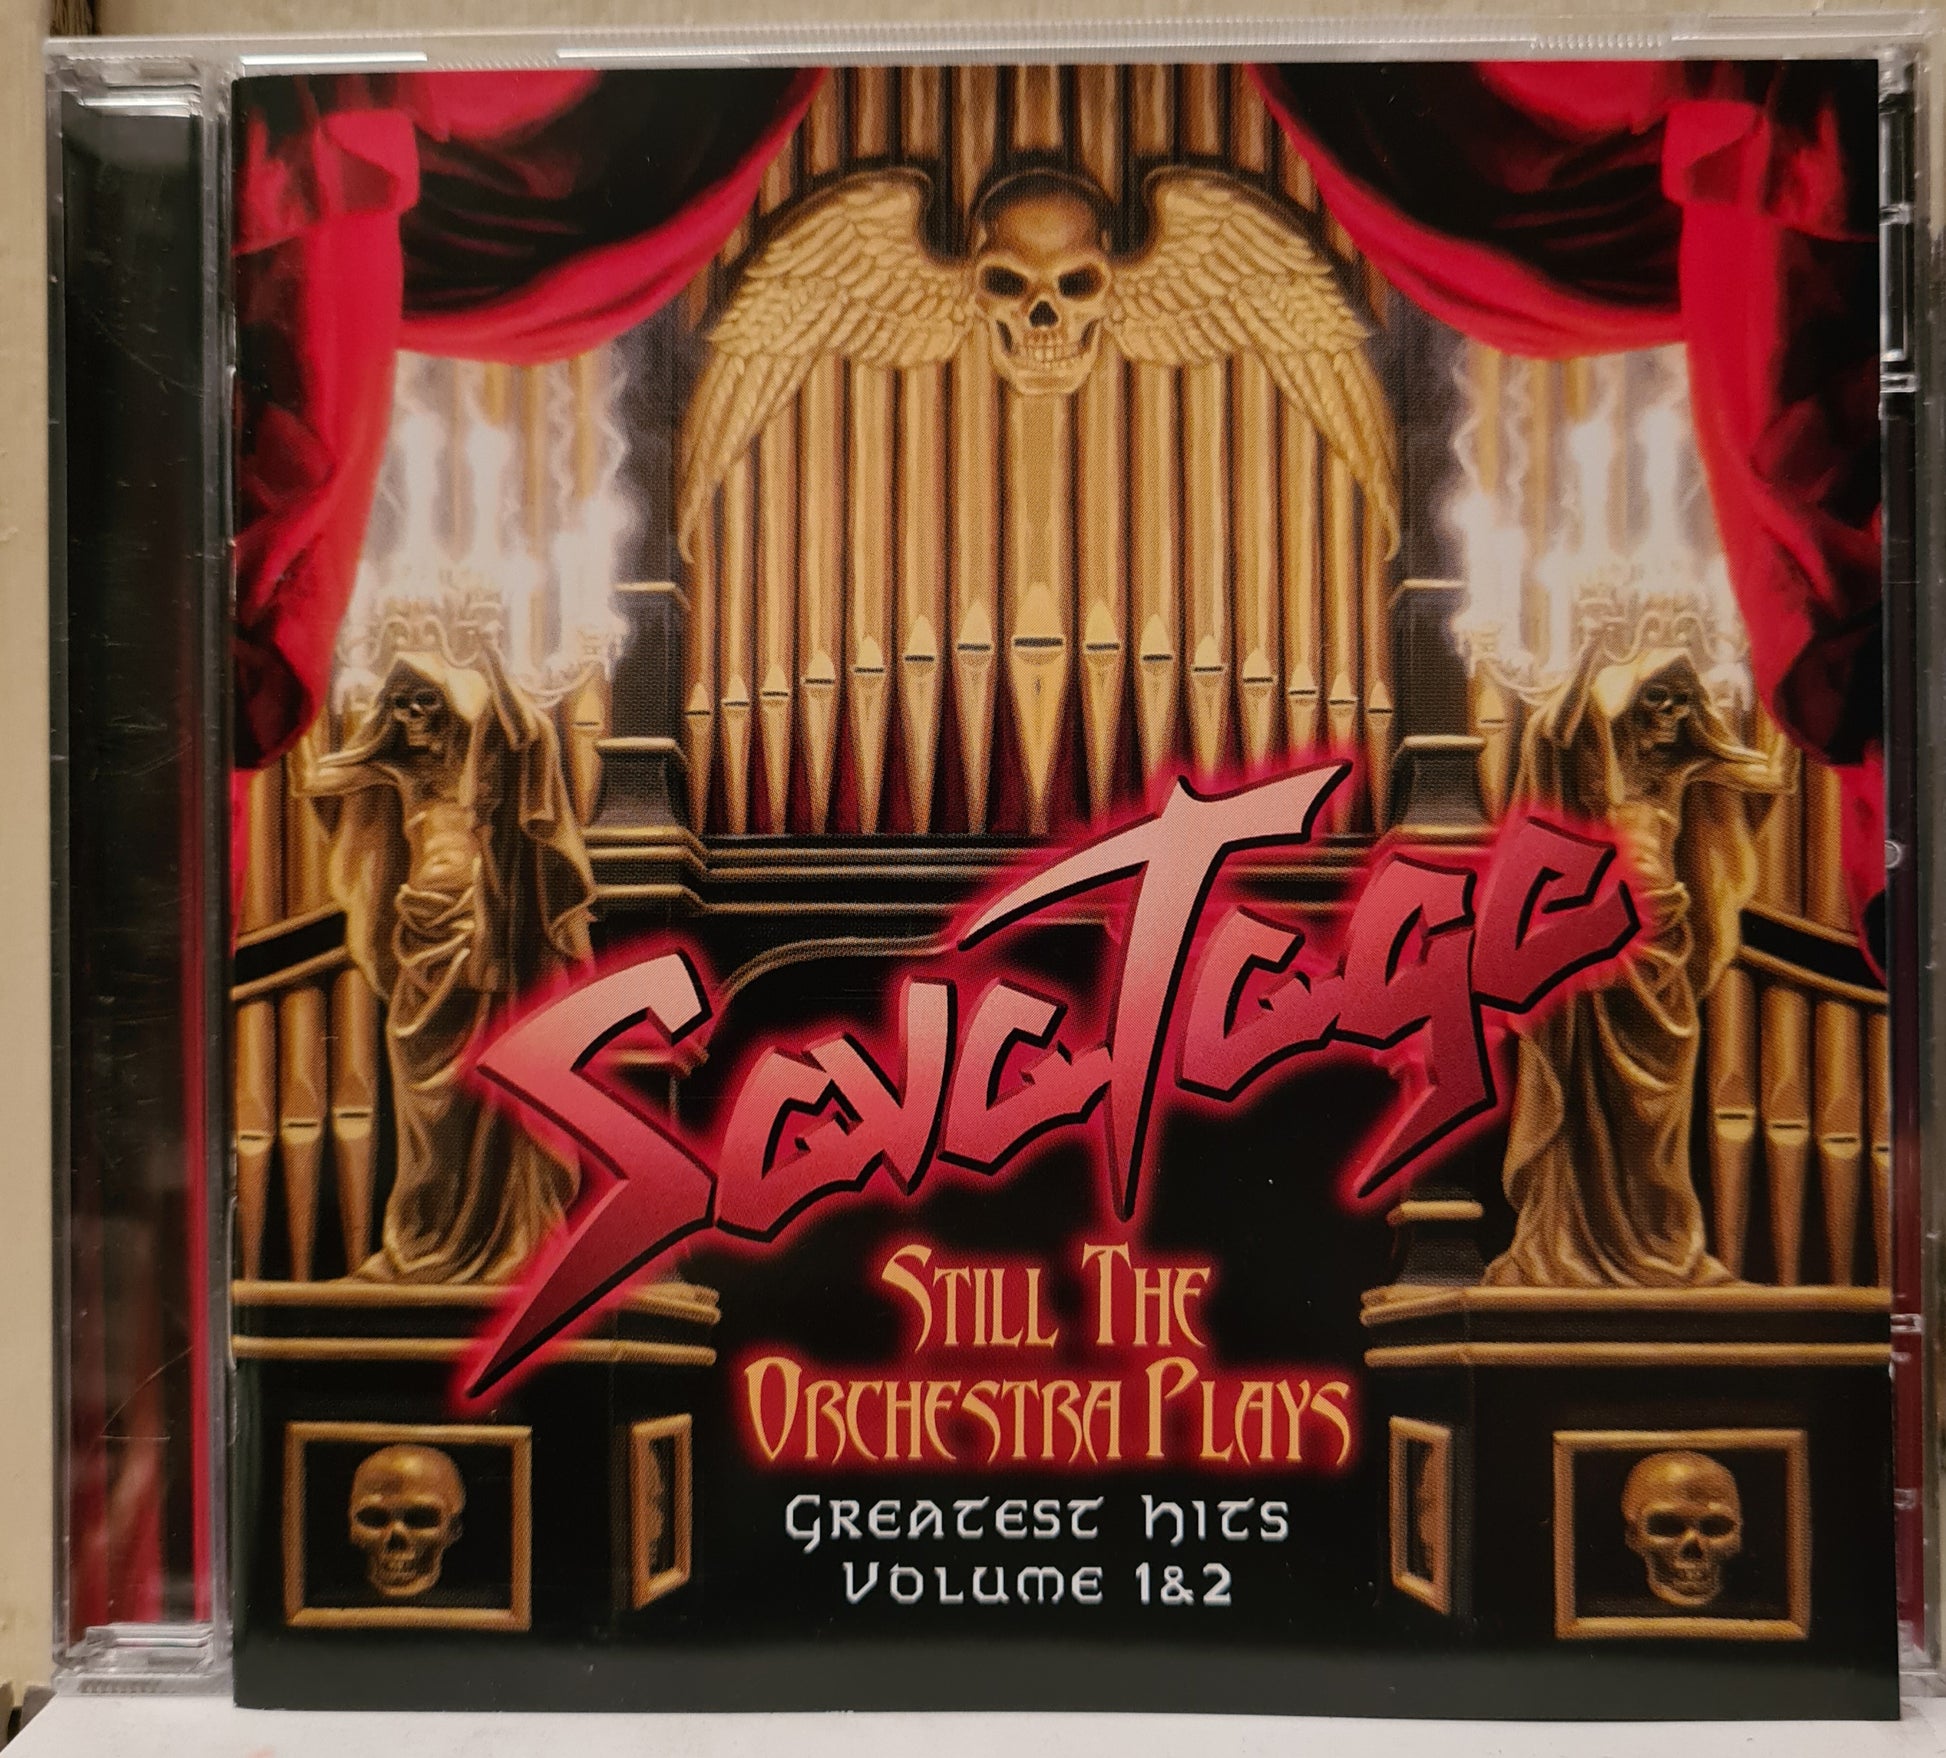 SavaTage
STILL THE
ORCHESTRA PLAYS
GREATEST HITS
VOLUME 1&2